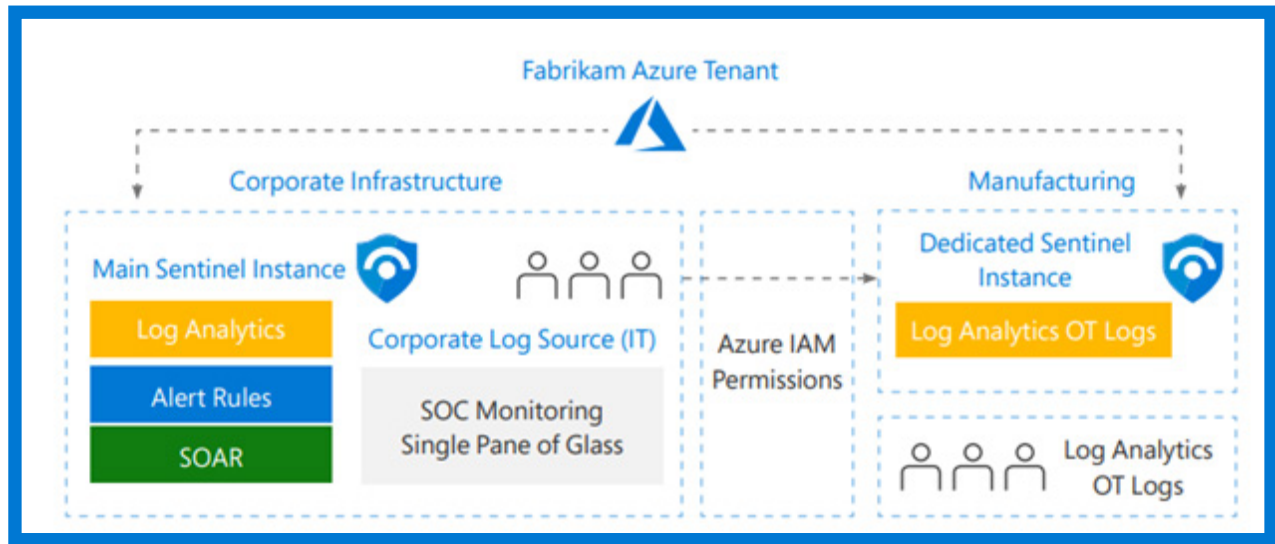 Fabrikam Azure Tenant
Corporate Infrastructure
Manufacturing
Main Sentinel Instance
Log Analytics
Alert Rules
SOAR
Corporate Log Source (IT)
SOC Monitoring
Single Pane of Glass
Azure IAM
Permissions
Dedicated Sentinel
Instance
Log Analytics OT Logs
Log Analytics
OT Logs